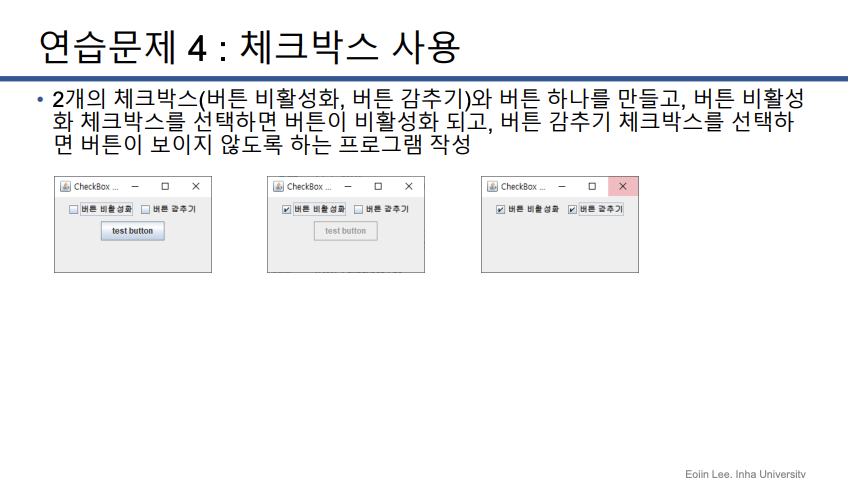 연습문제 4 : 체크박스 사용
• 2개의 체크박스(버튼 비활성화, 버튼 감추기)와 버튼 하나를 만들고, 버튼 비활성
화 체크박스를 선택하면 버튼이 비활성화 되고, 버튼 감추기 체크박스를 선택하
면 버튼이 보이지 않도록 하는 프로그램 작성
CheckBox ...
버튼 비활성화 버튼 감추기
test button
CheckBox ...
버튼 비활성화 버튼 감추기
test button
CheckBox ...
버튼 비활성화 버튼 감추기
Eojin Lee, Inha University